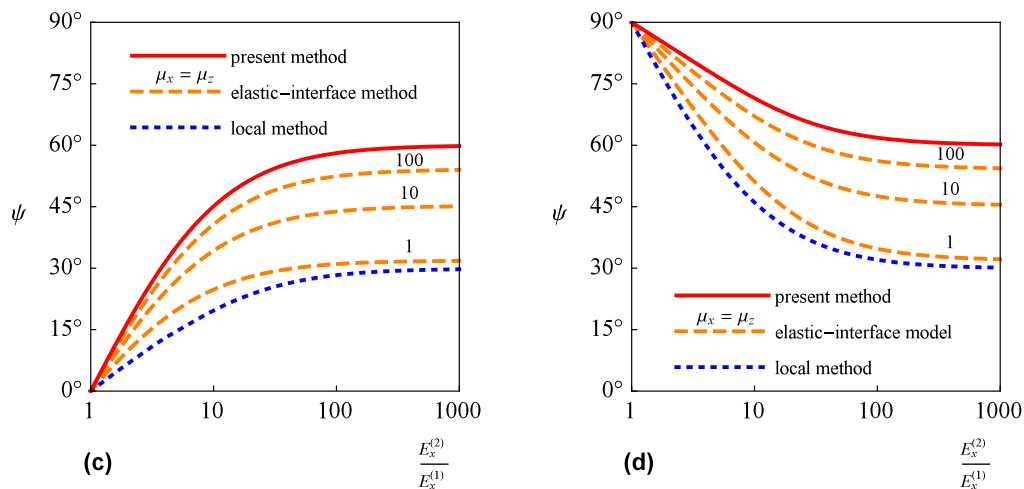 90°
75°
60°
45°
30°
15°
0°
ψ
present method
μx = μz
elastic−interface method
local method
100
10
1
1
10
100
1000
(c)
Ex(2)
Ex(1)
90°
75°
60°
45°
30°
15°
0°
ψ
100
10
1
present method
μx = μz
elastic−interface model
local method
1
10
100
1000
(d)
Ex(2)
Ex(1)